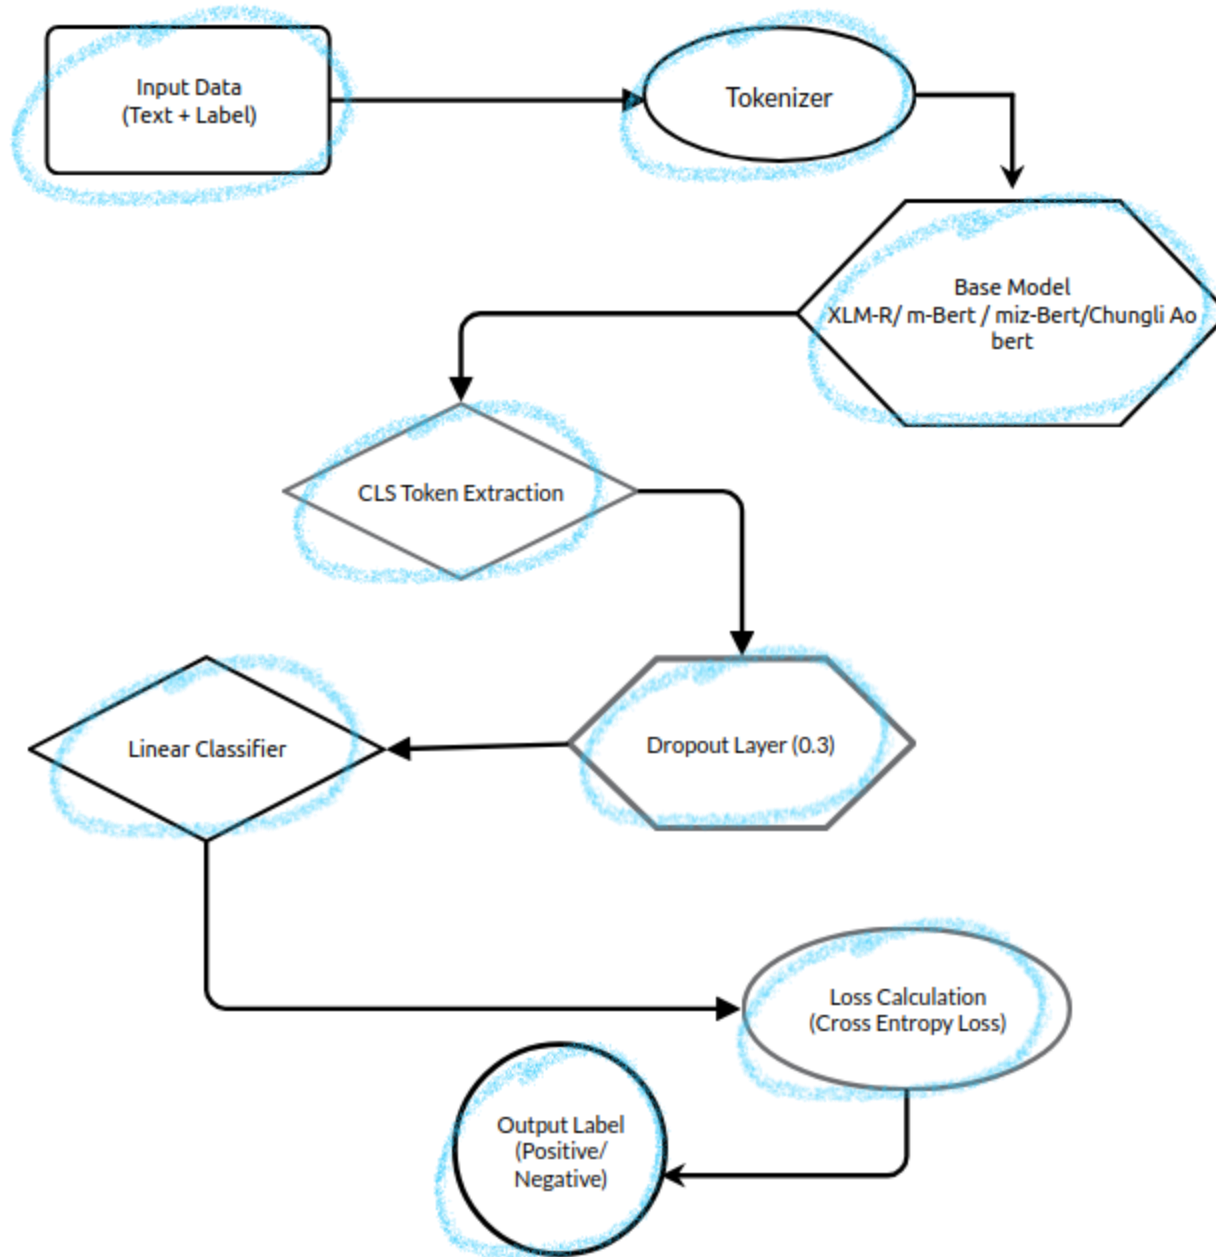 Input Data
(Text + Label)
Tokenizer
Base Model
XLM-R/ m-Bert / miz-Bert/Chungli Ao
bert
CLS Token Extraction
Linear Classifier
Dropout Layer (0.3)
Loss Calculation
(Cross Entropy Loss)
Output Label
(Positive/
Negative)